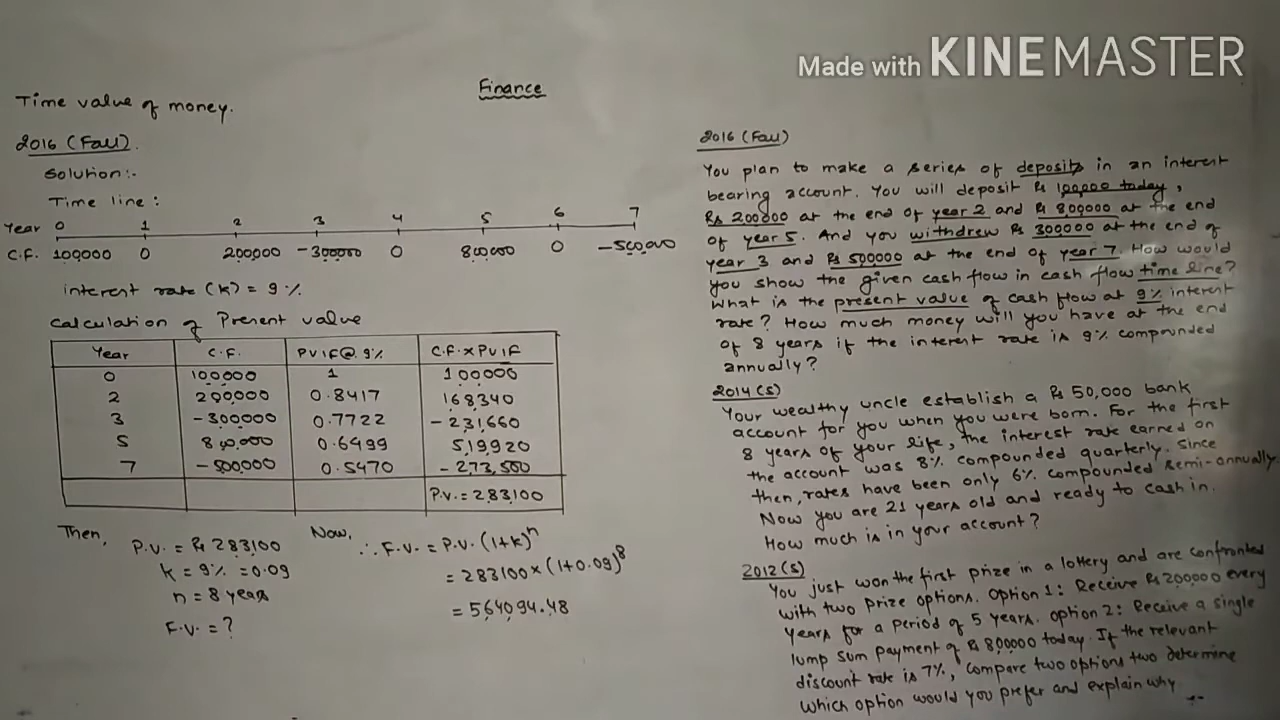 Made with KINEMASTER
Finance
Time value of money.
2016 (Fall).
Solution:-
Time line:
Year 0 1 2 3 4 5 6 7
C.F. 100000 0 200000 -300000 0 800000 0 -500000
interest rate (k) = 9%
Calculation of Present value
Year C.F. PVIF@ 9% C.F.×PVIF
0 100000 1 100000
2 200000 0.8417 168340
3 -300000 0.7722 -231660
5 800000 0.6499 519920
7 -500000 0.5470 -273,500
P.V. = 283100
Then,
P.V. = Rs 283100
k = 9% = 0.09
n = 8 years
F.V. = ?
Now,
∴ F.V. = P.V. (1+k)^n
= 283100×(1+0.09)^8
= 564094.48
2016 (Fall)
You plan to make a series of deposits in an interest
bearing account. You will deposit Rs 100000 today,
Rs 200000 at the end of year 2 and Rs 800000 at the end
of year 5. And you withdrew Rs 300000 at the end of
year 3 and Rs 500000 at the end of year 7. How would
you show the given cash flow in cash flow time line?
What is the present value of cash flow at 9% interest
rate? How much money will you have at the end
of 8 years if the interest rate is 9% compounded
annually?
2014 (S)
Your wealthy uncle establish a Rs 50,000 bank
account for you when you were born. For the first
8 years of your life, the interest rate earned on
the account was 8% compounded quarterly. Since
then, rates have been only 6% compounded semi-annually.
Now you are 21 years old and ready to cash in.
How much is in your account?
2012 (S)
You just won the first prize in a lottery and are confronted
with two prize options. Option 1: Receive Rs 200000 every
years for a period of 5 years. Option 2: Receive a single
lump sum payment of Rs 800000 today. If the relevant
discount rate is 7%, compare two options two determine
which option would you prefer and explain why